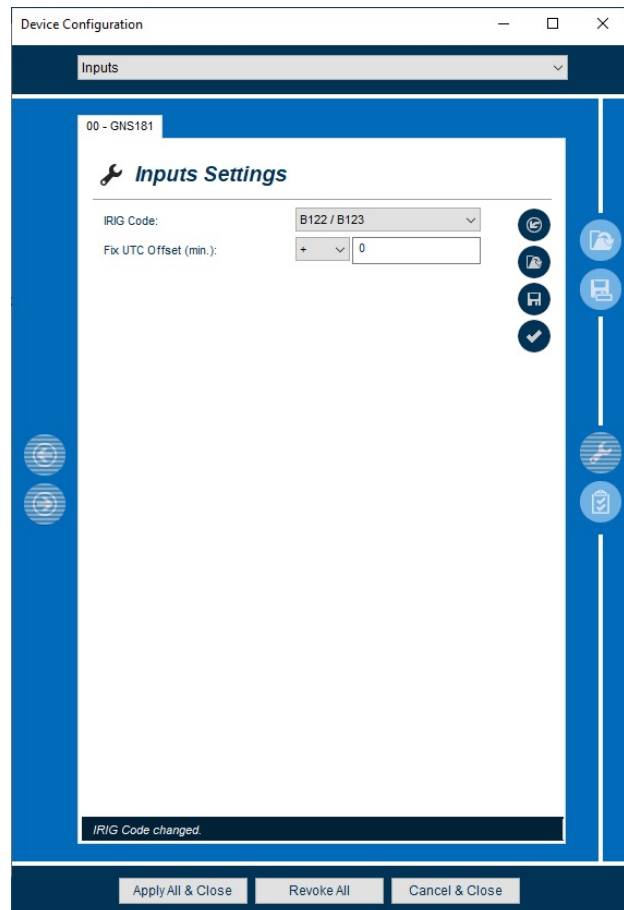 Device Configuration
Inputs
00 - GNS181
Inputs Settings
IRIG Code: B122 / B123
Fix UTC Offset (min.): + 0
IRIG Code changed.
Apply All & Close Revoke All Cancel & Close